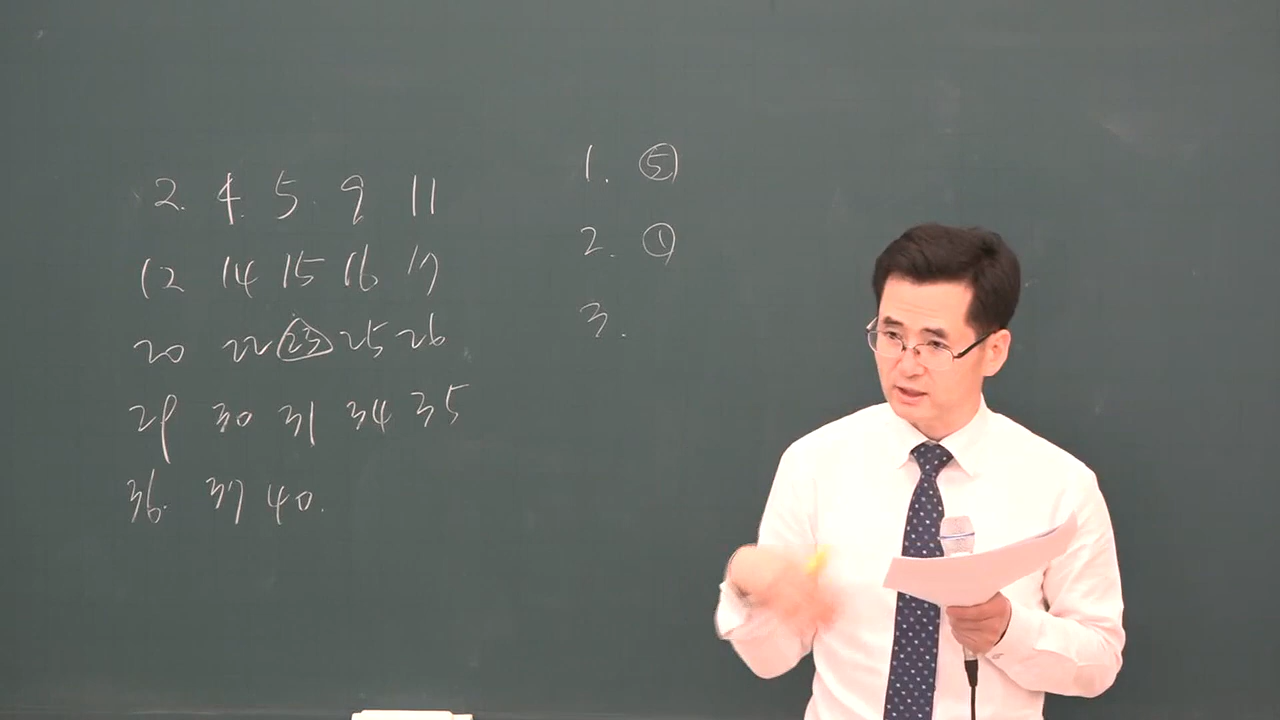 2. 4. 5. 9 11
12 14 15 16 17
20 22 23 25 26
29 30 31 34 35
36. 37 40.
1. ⑤
2. ①
3.